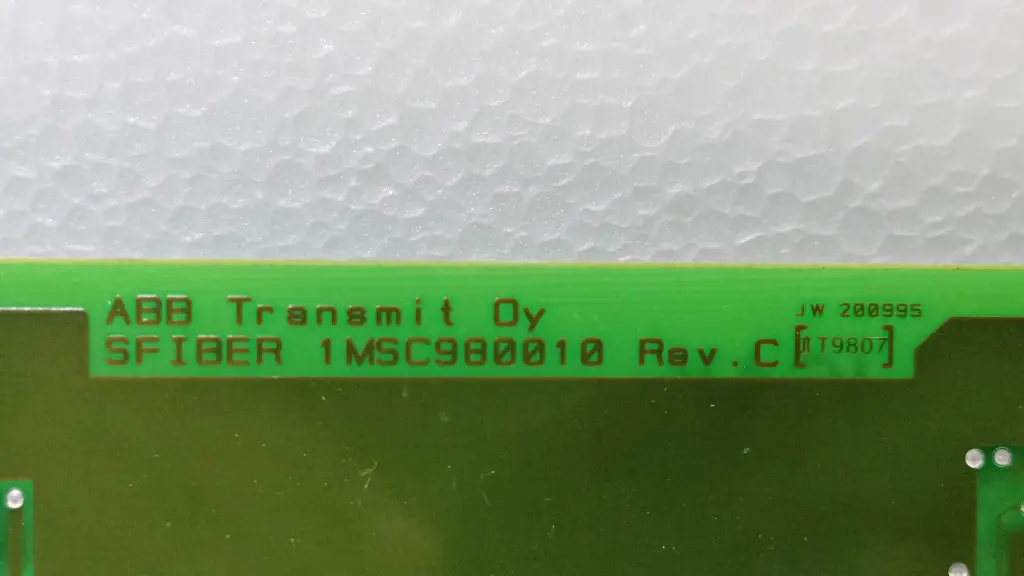 ABB Transmit Oy
JW 200995
SFIBER 1MSC980010 Rev.C
T9807